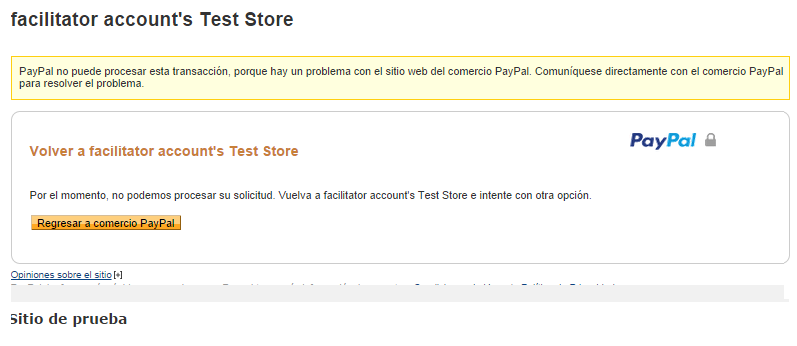 facilitator account's Test Store
PayPal no puede procesar esta transacción, porque hay un problema con el sitio web del comercio PayPal. Comuníquese directamente con el comercio PayPal
para resolver el problema.
PayPal
Volver a facilitator account's Test Store
Por el momento, no podemos procesar su solicitud. Vuelva a facilitator account's Test Store e intente con otra opción.
Regresar a comercio PayPal
Opiniones sobre el sitio [+]
Sitio de prueba